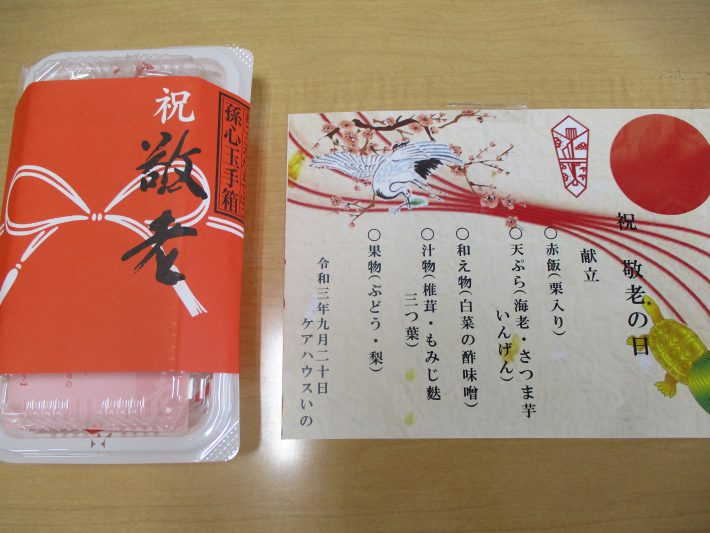 祝 敬老の日
献立
○赤飯(栗入り)
○天ぷら(海老・さつま芋
いんげん)
○和え物(白菜の酢味噌)
○汁物(椎茸・もみじ麩
三つ葉)
○果物(ぶどう・梨)
令和三年九月二十日
ケアハウスいの
祝
敬老
孫心玉手箱